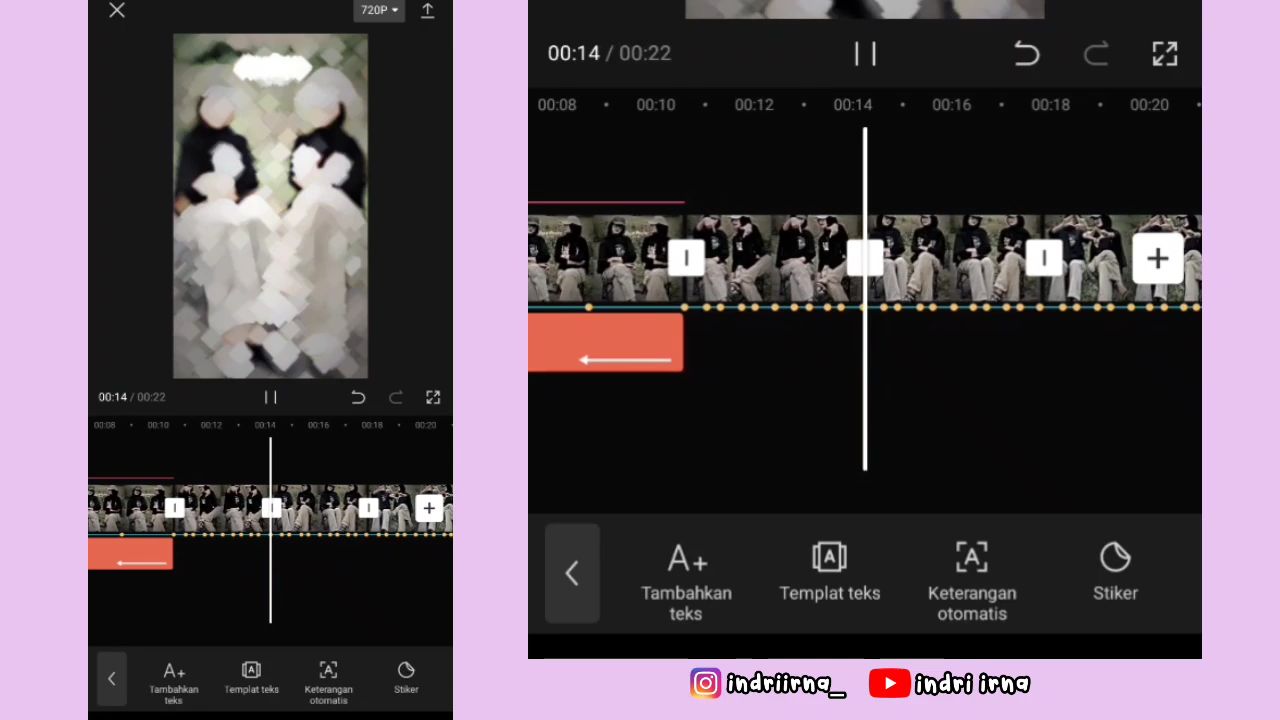 720P
00:14 / 00:22
00:08
00:10
00:12
00:14
00:16
00:18
00:20
Tambahkan
teks
Templat teks
Keterangan
otomatis
Stiker
00:14 / 00:22
00:08
00:10
00:12
00:14
00:16
00:18
00:20
A
Tambahkan
teks
A
Templat teks
A
Keterangan
otomatis
Stiker
indriirna_
indri irna